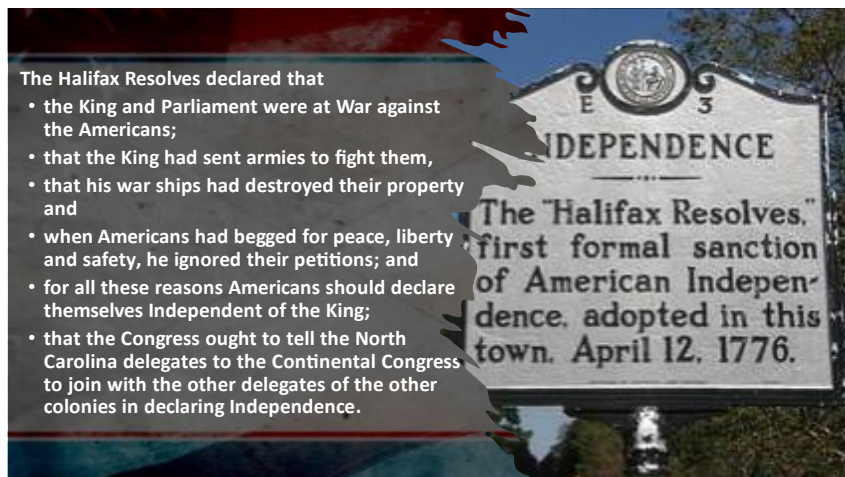 The Halifax Resolves declared that
• the King and Parliament were at War against
the Americans;
• that the King had sent armies to fight them,
• that his war ships had destroyed their property
and
• when Americans had begged for peace, liberty
and safety, he ignored their petitions; and
• for all these reasons Americans should declare
themselves Independent of the King;
• that the Congress ought to tell the North
Carolina delegates to the Continental Congress
to join with the other delegates of the other
colonies in declaring Independence.
E 3
NDEPENDENCE
The "Halifax Resolves,"
first formal sanction
of American Indepen-
dence, adopted in this
town, April 12, 1776.